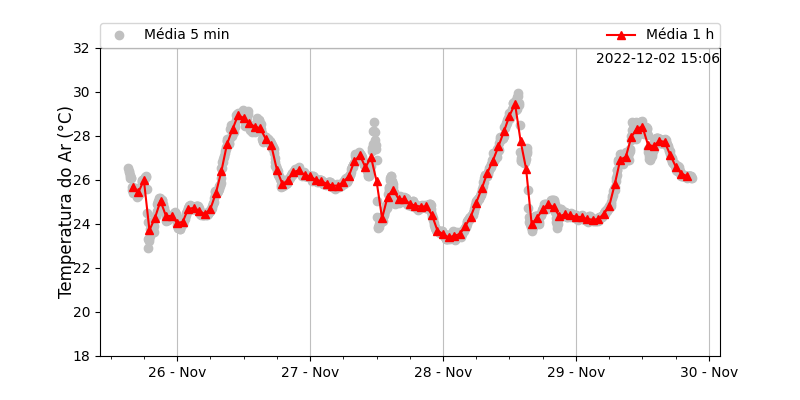 Média 5 min
Média 1 h
2022-12-02 15:06
Temperatura do Ar (°C)
32
30
28
26
24
22
20
18
26 - Nov
27 - Nov
28 - Nov
29 - Nov
30 - Nov